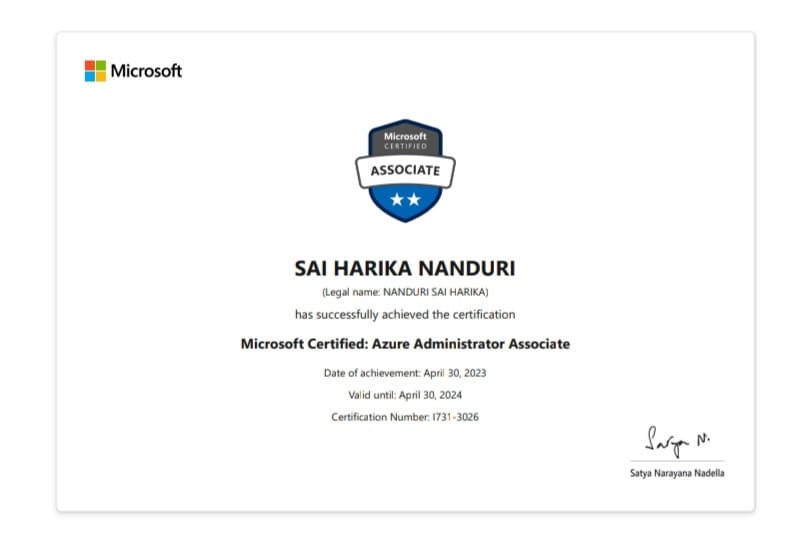 Microsoft
Microsoft
CERTIFIED
ASSOCIATE
SAI HARIKA NANDURI
(Legal name: NANDURI SAI HARIKA)
has successfully achieved the certification
Microsoft Certified: Azure Administrator Associate
Date of achievement: April 30, 2023
Valid until: April 30, 2024
Certification Number: I731-3026
Satya N.
Satya Narayana Nadella